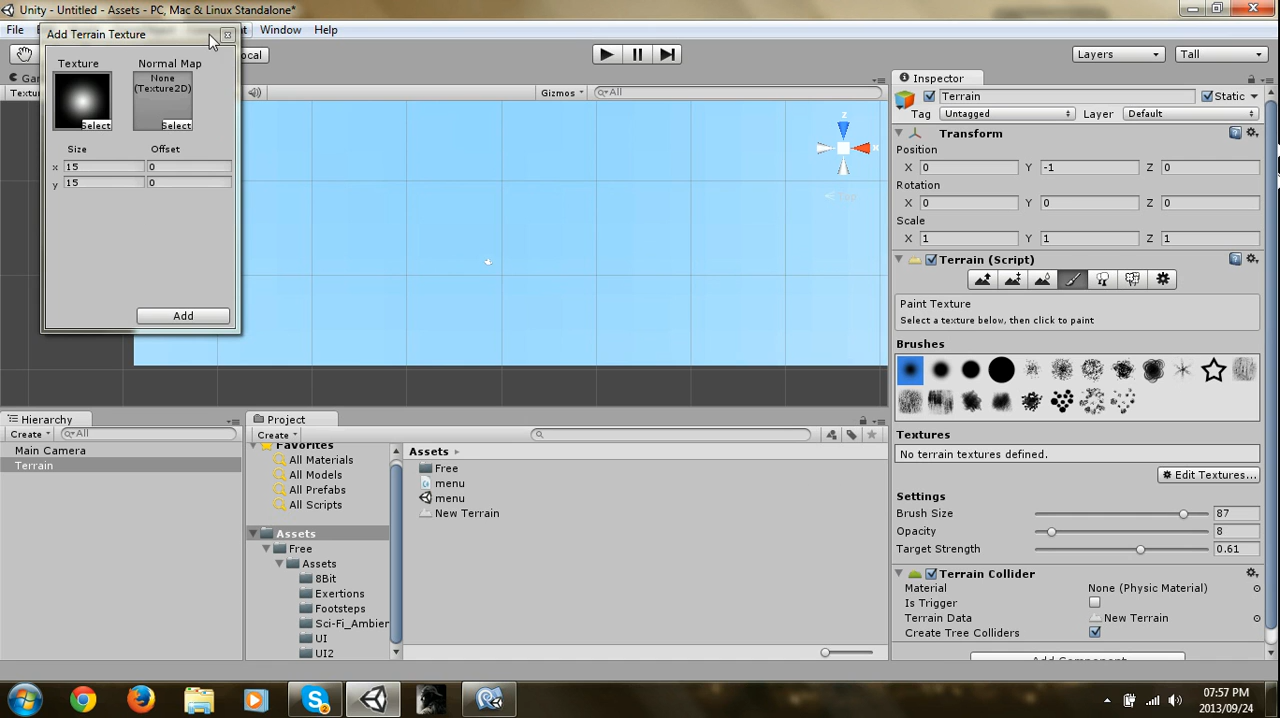 Unity - Untitled - Assets - PC, Mac & Linux Standalone*
File
Window
Help
Add Terrain Texture
Texture
Normal Map
None
(Texture2D)
Select
Select
Size
Offset
x 15 0
y 15 0
Add
Gizmos
All
Layers
Tall
Inspector
Terrain
Static
Tag Untagged Layer Default
Transform
Position
X 0 Y -1 Z 0
Rotation
X 0 Y 0 Z 0
Scale
X 1 Y 1 Z 1
Terrain (Script)
Paint Texture
Select a texture below, then click to paint
Brushes
Textures
No terrain textures defined.
Edit Textures...
Settings
Brush Size 87
Opacity 8
Target Strength 0.61
Terrain Collider
Material None (Physic Material)
Is Trigger
Terrain Data New Terrain
Create Tree Colliders
z
x
Hierarchy
Create
All
Main Camera
Terrain
Project
Create
Favorites
All Materials
All Models
All Prefabs
All Scripts
Assets
Free
Assets
8Bit
Exertions
Footsteps
Sci-Fi_Ambier
UI
UI2
Assets
Free
menu
menu
New Terrain
07:57 PM
2013/09/24